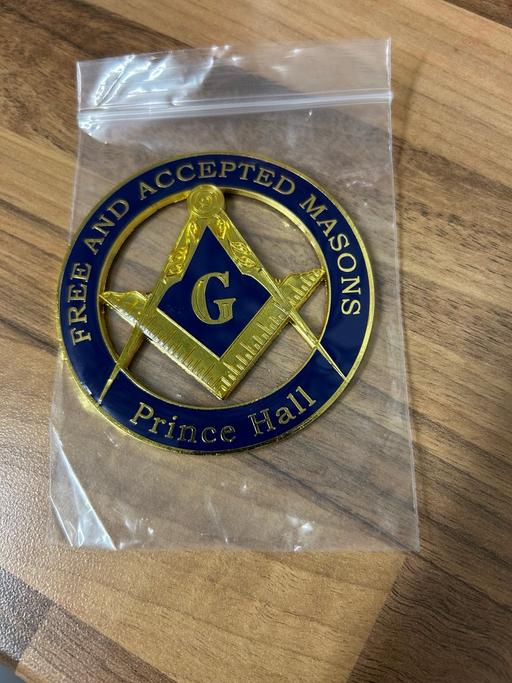 FREE AND ACCEPTED MASONS
G
Prince Hall